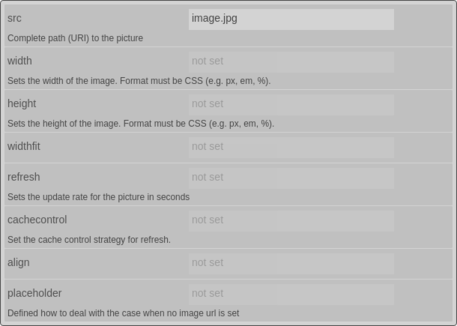 src image.jpg
Complete path (URI) to the picture
width not set
Sets the width of the image. Format must be CSS (e.g. px, em, %).
height not set
Sets the height of the image. Format must be CSS (e.g. px, em, %).
widthfit not set
refresh not set
Sets the update rate for the picture in seconds
cachecontrol not set
Set the cache control strategy for refresh.
align not set
placeholder not set
Defined how to deal with the case when no image url is set